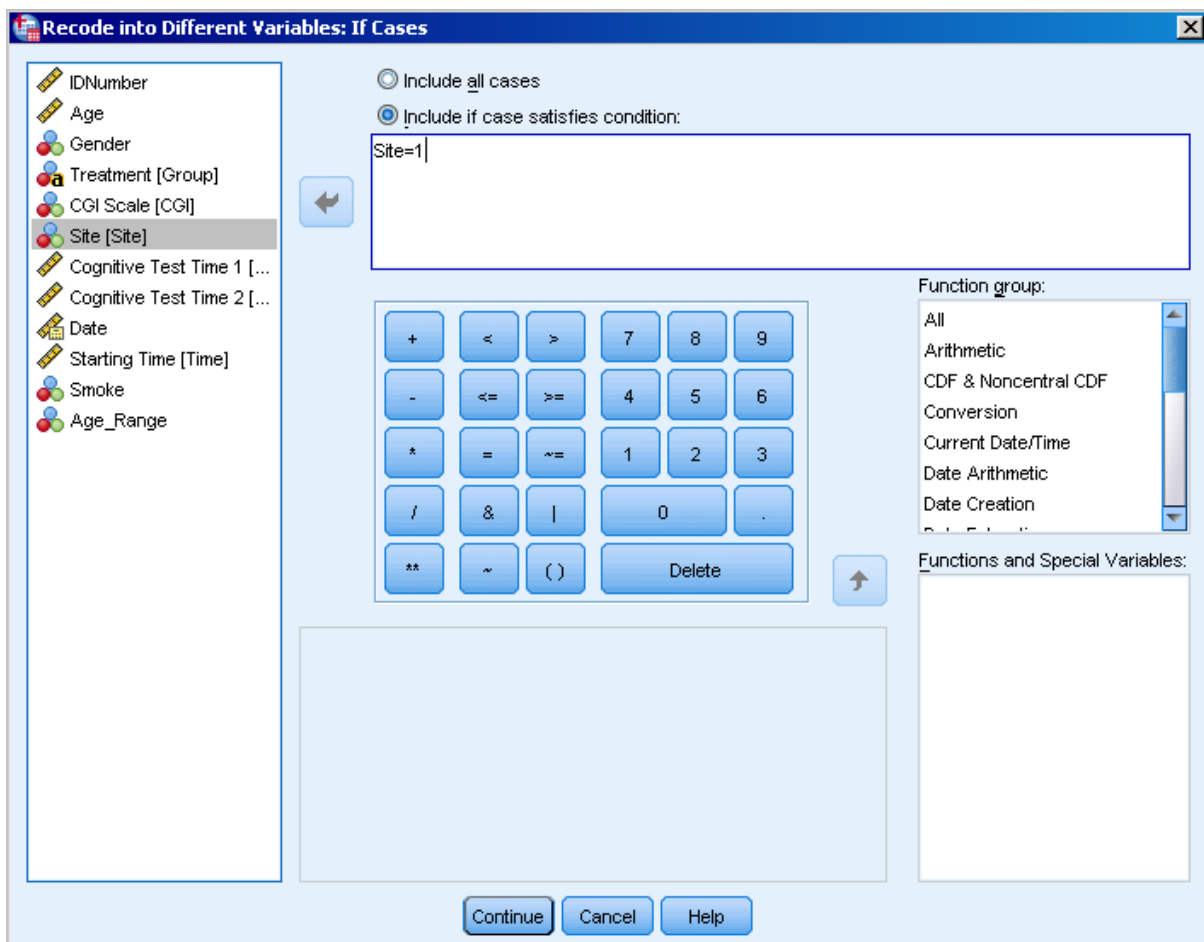 Recode into Different Variables: If Cases
IDNumber
Age
Gender
Treatment [Group]
CGI Scale [CGI]
Site [Site]
Cognitive Test Time 1 [...
Cognitive Test Time 2 [...
Date
Starting Time [Time]
Smoke
Age_Range
Include all cases
Include if case satisfies condition:
Site=1
+ < > 7 8 9
- <= >= 4 5 6
* = ~= 1 2 3
/ & | 0 .
** ~ ( ) Delete
Function group:
All
Arithmetic
CDF & Noncentral CDF
Conversion
Current Date/Time
Date Arithmetic
Date Creation
Functions and Special Variables:
Continue Cancel Help